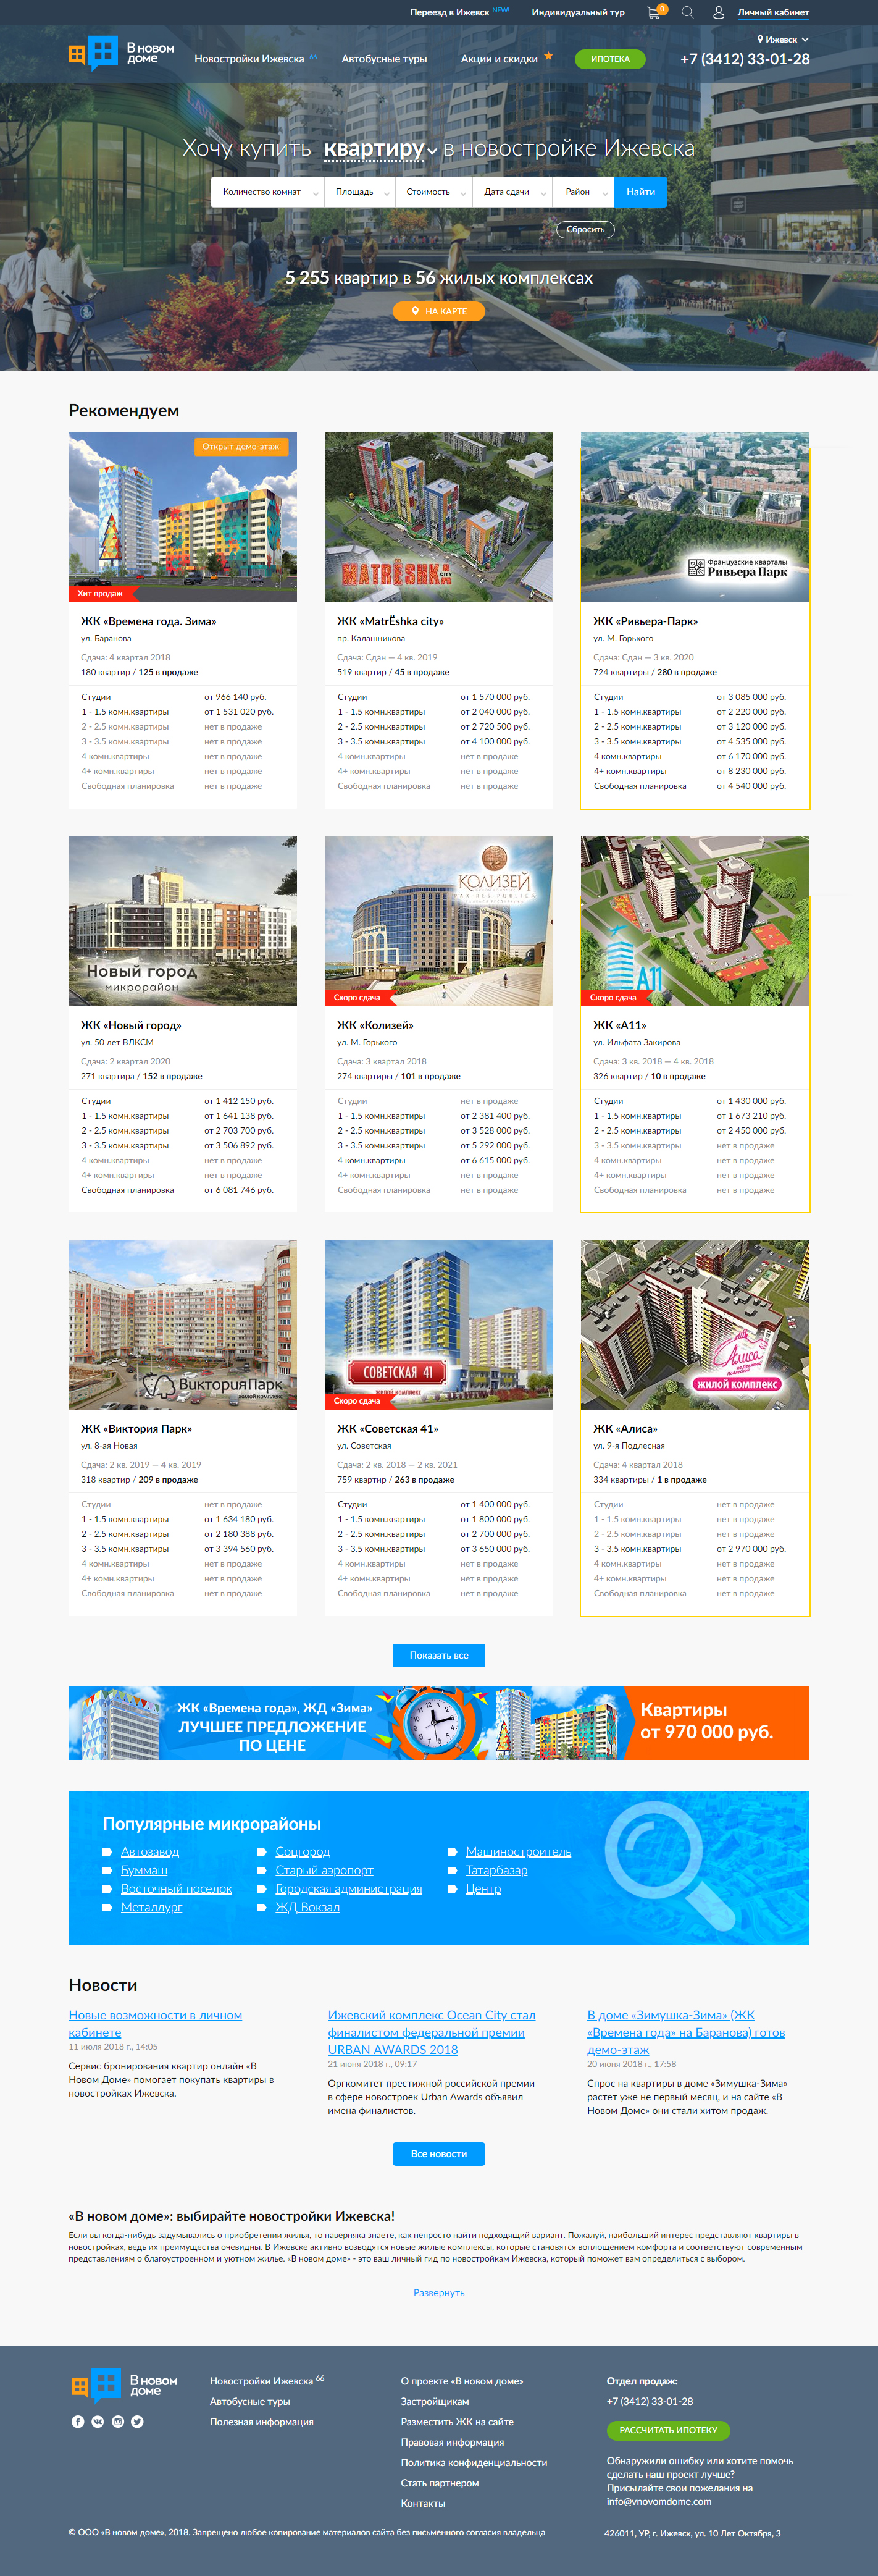 Переезд в Ижевск NEW!
Индивидуальный тур
0
Личный кабинет
В новом
доме
Новостройки Ижевска 66
Автобусные туры
Акции и скидки
ИПОТЕКА
Ижевск
+7 (3412) 33-01-28
Хочу купить квартиру в новостройке Ижевска
Количество комнат
Площадь
Стоимость
Дата сдачи
Район
Найти
Сбросить
5 255 квартир в 56 жилых комплексах
НА КАРТЕ
Рекомендуем
Открыт демо-этаж
Хит продаж
ЖК «Времена года. Зима»
ул. Баранова
Сдача: 4 квартал 2018
180 квартир / 125 в продаже
Студии от 966 140 руб.
1 - 1.5 комн.квартиры от 1 531 020 руб.
2 - 2.5 комн.квартиры нет в продаже
3 - 3.5 комн.квартиры нет в продаже
4 комн.квартиры нет в продаже
4+ комн.квартиры нет в продаже
Свободная планировка нет в продаже
MATRЁSHKA CITY
ЖК «MatrЁshka city»
пр. Калашникова
Сдача: Сдан — 4 кв. 2019
519 квартир / 45 в продаже
Студии от 1 570 000 руб.
1 - 1.5 комн.квартиры от 2 040 000 руб.
2 - 2.5 комн.квартиры от 2 720 500 руб.
3 - 3.5 комн.квартиры от 4 100 000 руб.
4 комн.квартиры нет в продаже
4+ комн.квартиры нет в продаже
Свободная планировка нет в продаже
Французские кварталы
Ривьера Парк
ЖК «Ривьера-Парк»
ул. М. Горького
Сдача: Сдан — 3 кв. 2020
724 квартиры / 280 в продаже
Студии от 3 085 000 руб.
1 - 1.5 комн.квартиры от 2 220 000 руб.
2 - 2.5 комн.квартиры от 3 120 000 руб.
3 - 3.5 комн.квартиры от 4 535 000 руб.
4 комн.квартиры от 6 170 000 руб.
4+ комн.квартиры от 8 230 000 руб.
Свободная планировка от 4 540 000 руб.
Новый город
микрорайон
ЖК «Новый город»
ул. 50 лет ВЛКСМ
Сдача: 2 квартал 2020
271 квартира / 152 в продаже
Студии от 1 412 150 руб.
1 - 1.5 комн.квартиры от 1 641 138 руб.
2 - 2.5 комн.квартиры от 2 703 700 руб.
3 - 3.5 комн.квартиры от 3 506 892 руб.
4 комн.квартиры нет в продаже
4+ комн.квартиры нет в продаже
Свободная планировка от 6 081 746 руб.
КОЛИЗЕЙ
Скоро сдача
ЖК «Колизей»
ул. М. Горького
Сдача: 3 квартал 2018
274 квартиры / 101 в продаже
Студии нет в продаже
1 - 1.5 комн.квартиры от 2 381 400 руб.
2 - 2.5 комн.квартиры от 3 528 000 руб.
3 - 3.5 комн.квартиры от 5 292 000 руб.
4 комн.квартиры от 6 615 000 руб.
4+ комн.квартиры нет в продаже
Свободная планировка нет в продаже
А11
Скоро сдача
ЖК «А11»
ул. Ильфата Закирова
Сдача: 3 кв. 2018 — 4 кв. 2018
326 квартир / 10 в продаже
Студии от 1 430 000 руб.
1 - 1.5 комн.квартиры от 1 673 210 руб.
2 - 2.5 комн.квартиры от 2 450 000 руб.
3 - 3.5 комн.квартиры нет в продаже
4 комн.квартиры нет в продаже
4+ комн.квартиры нет в продаже
Свободная планировка нет в продаже
ВикторияПарк
жилой комплекс
ЖК «Виктория Парк»
ул. 8-ая Новая
Сдача: 2 кв. 2019 — 4 кв. 2019
318 квартир / 209 в продаже
Студии нет в продаже
1 - 1.5 комн.квартиры от 1 634 180 руб.
2 - 2.5 комн.квартиры от 2 180 388 руб.
3 - 3.5 комн.квартиры от 3 394 560 руб.
4 комн.квартиры нет в продаже
4+ комн.квартиры нет в продаже
Свободная планировка нет в продаже
СОВЕТСКАЯ 41
ЖИЛОЙ КОМПЛЕКС
Скоро сдача
ЖК «Советская 41»
ул. Советская
Сдача: 2 кв. 2018 — 2 кв. 2021
759 квартир / 263 в продаже
Студии от 1 400 000 руб.
1 - 1.5 комн.квартиры от 1 800 000 руб.
2 - 2.5 комн.квартиры от 2 700 000 руб.
3 - 3.5 комн.квартиры от 3 650 000 руб.
4 комн.квартиры нет в продаже
4+ комн.квартиры нет в продаже
Свободная планировка нет в продаже
Алиса
ЖИЛОЙ КОМПЛЕКС
ЖК «Алиса»
ул. 9-я Подлесная
Сдача: 4 квартал 2018
334 квартиры / 1 в продаже
Студии нет в продаже
1 - 1.5 комн.квартиры нет в продаже
2 - 2.5 комн.квартиры нет в продаже
3 - 3.5 комн.квартиры от 2 970 000 руб.
4 комн.квартиры нет в продаже
4+ комн.квартиры нет в продаже
Свободная планировка нет в продаже
Показать все
ЖК «Времена года», ЖД «Зима»
ЛУЧШЕЕ ПРЕДЛОЖЕНИЕ
ПО ЦЕНЕ
Квартиры
от 970 000 руб.
Популярные микрорайоны
Автозавод
Буммаш
Восточный поселок
Металлург
Соцгород
Старый аэропорт
Городская администрация
ЖД Вокзал
Машиностроитель
Татарбазар
Центр
Новости
Новые возможности в личном
кабинете
11 июля 2018 г., 14:05
Сервис бронирования квартир онлайн «В
Новом Доме» помогает покупать квартиры в
новостройках Ижевска.
Ижевский комплекс Ocean City стал
финалистом федеральной премии
URBAN AWARDS 2018
21 июня 2018 г., 09:17
Оргкомитет престижной российской премии
в сфере новостроек Urban Awards объявил
имена финалистов.
В доме «Зимушка-Зима» (ЖК
«Времена года» на Баранова) готов
демо-этаж
20 июня 2018 г., 17:58
Спрос на квартиры в доме «Зимушка-Зима»
растет уже не первый месяц, и на сайте «В
Новом Доме» они стали хитом продаж.
Все новости
«В новом доме»: выбирайте новостройки Ижевска!
Если вы когда-нибудь задумывались о приобретении жилья, то наверняка знаете, как непросто найти подходящий вариант. Пожалуй, наибольший интерес представляют квартиры в
новостройках, ведь их преимущества очевидны. В Ижевске активно возводятся новые жилые комплексы, которые становятся воплощением комфорта и соответствуют современным
представлениям о благоустроенном и уютном жилье. «В новом доме» - это ваш личный гид по новостройкам Ижевска, который поможет вам определиться с выбором.
Развернуть
В новом
доме
Новостройки Ижевска 66
Автобусные туры
Полезная информация
О проекте «В новом доме»
Застройщикам
Разместить ЖК на сайте
Правовая информация
Политика конфиденциальности
Стать партнером
Контакты
Отдел продаж:
+7 (3412) 33-01-28
РАССЧИТАТЬ ИПОТЕКУ
Обнаружили ошибку или хотите помочь
сделать наш проект лучше?
Присылайте свои пожелания на
info@vnovomdome.com
© ООО «В новом доме», 2018. Запрещено любое копирование материалов сайта без письменного согласия владельца
426011, УР, г. Ижевск, ул. 10 Лет Октября, 3